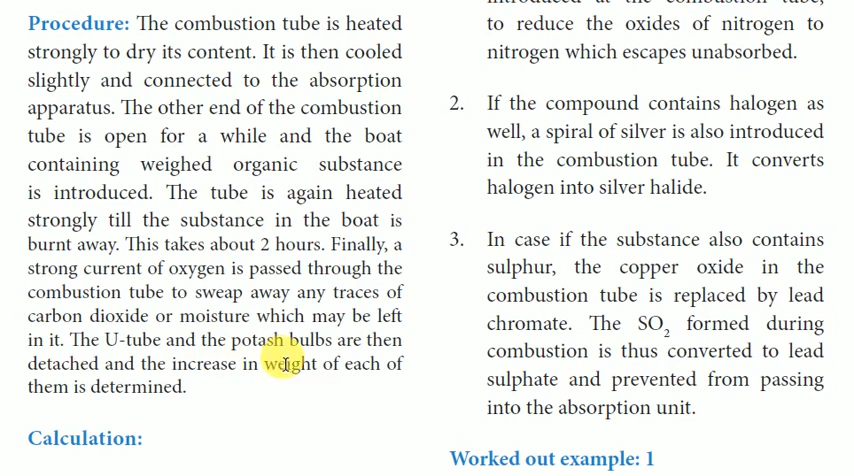 Procedure: The combustion tube is heated
strongly to dry its content. It is then cooled
slightly and connected to the absorption
apparatus. The other end of the combustion
tube is open for a while and the boat
containing weighed organic substance
is introduced. The tube is again heated
strongly till the substance in the boat is
burnt away. This takes about 2 hours. Finally, a
strong current of oxygen is passed through the
combustion tube to sweap away any traces of
carbon dioxide or moisture which may be left
in it. The U-tube and the potash bulbs are then
detached and the increase in weight of each of
them is determined.
Calculation:
to reduce the oxides of nitrogen to
nitrogen which escapes unabsorbed.
2. If the compound contains halogen as
well, a spiral of silver is also introduced
in the combustion tube. It converts
halogen into silver halide.
3. In case if the substance also contains
sulphur, the copper oxide in the
combustion tube is replaced by lead
chromate. The SO₂ formed during
combustion is thus converted to lead
sulphate and prevented from passing
into the absorption unit.
Worked out example: 1